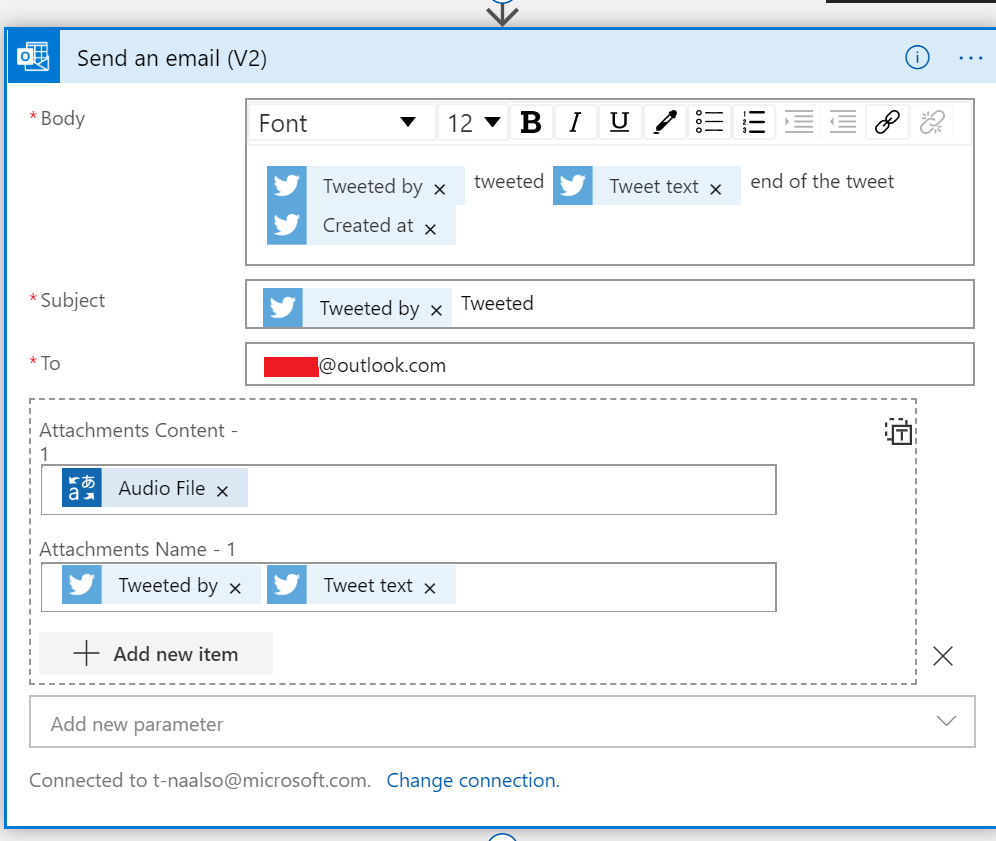 Send an email (V2)
* Body
Font 12 B I U
Tweeted by × tweeted Tweet text × end of the tweet
Created at ×
* Subject
Tweeted by × Tweeted
* To
@outlook.com
Attachments Content -
1
Audio File ×
Attachments Name - 1
Tweeted by × Tweet text ×
Add new item
Add new parameter
Connected to t-naalso@microsoft.com. Change connection.